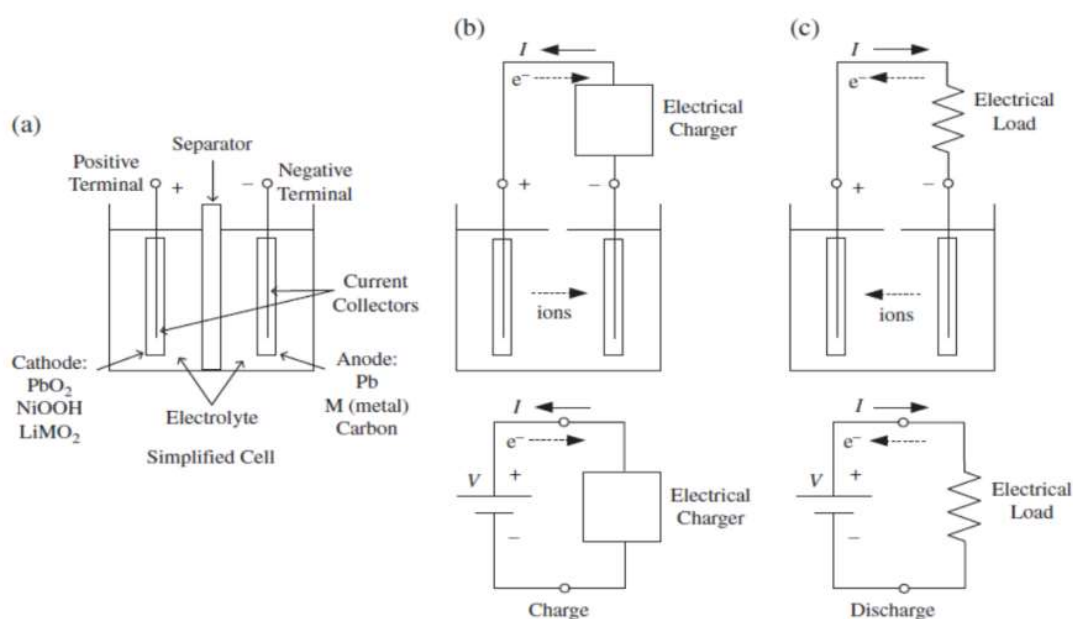 (a)
Separator
Positive
Terminal
+
−
Negative
Terminal
Current
Collectors
Cathode:
PbO₂
NiOOH
LiMO₂
Electrolyte
Anode:
Pb
M (metal)
Carbon
Simplified Cell
(b)
I
e⁻
Electrical
Charger
+
−
ions
I
e⁻
V
+
−
Electrical
Charger
Charge
(c)
I
e⁻
Electrical
Load
+
−
ions
I
e⁻
V
+
−
Electrical
Load
Discharge